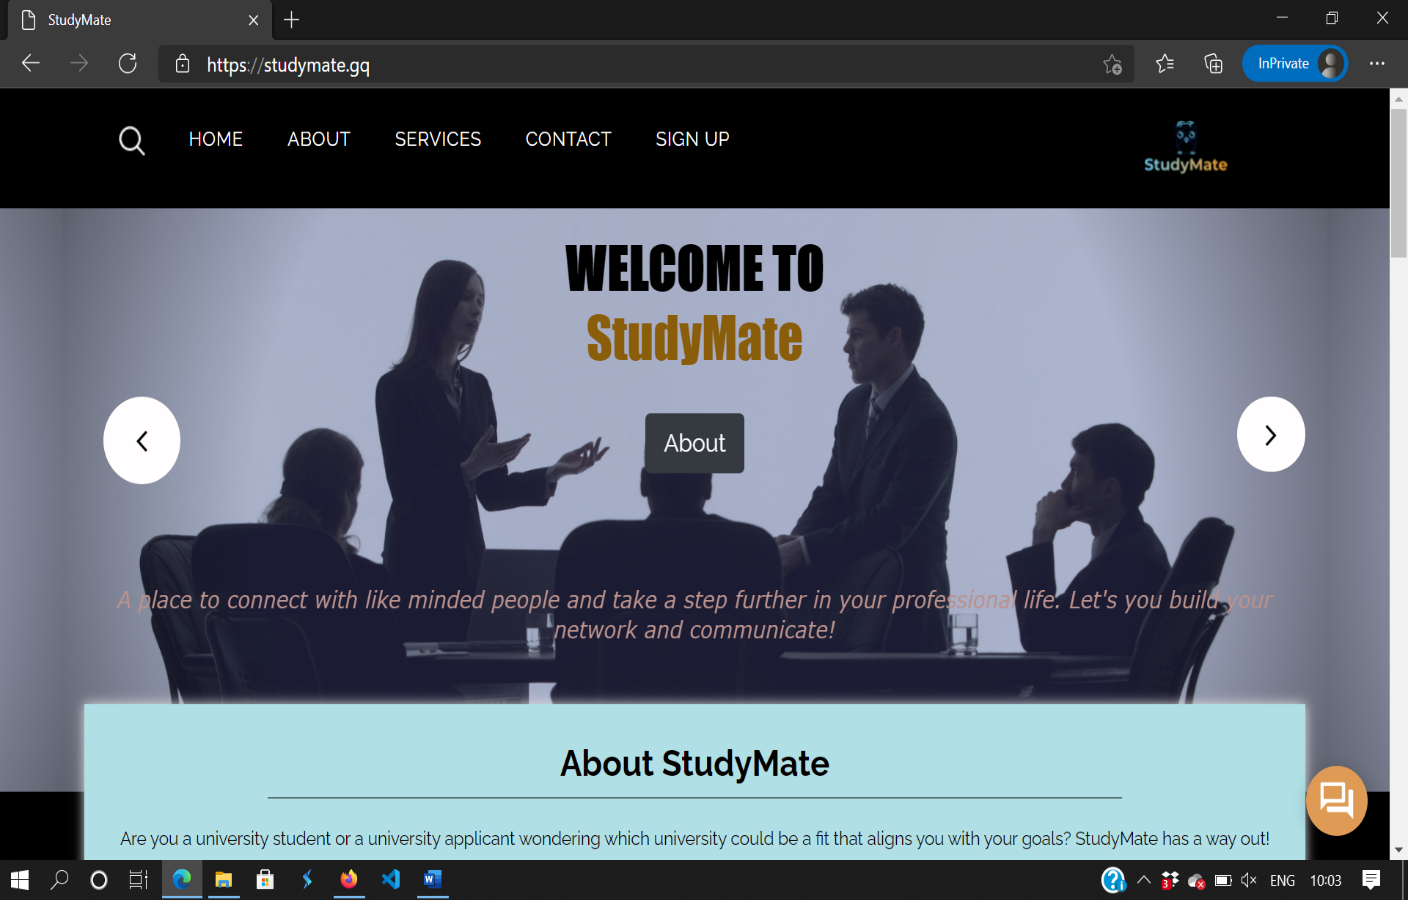 StudyMate
https://studymate.gq
InPrivate
HOME ABOUT SERVICES CONTACT SIGN UP
StudyMate
WELCOME TO
StudyMate
About
A place to connect with like minded people and take a step further in your professional life. Let's you build your
network and communicate!
About StudyMate
Are you a university student or a university applicant wondering which university could be a fit that aligns you with your goals? StudyMate has a way out!
3 ENG 10:03